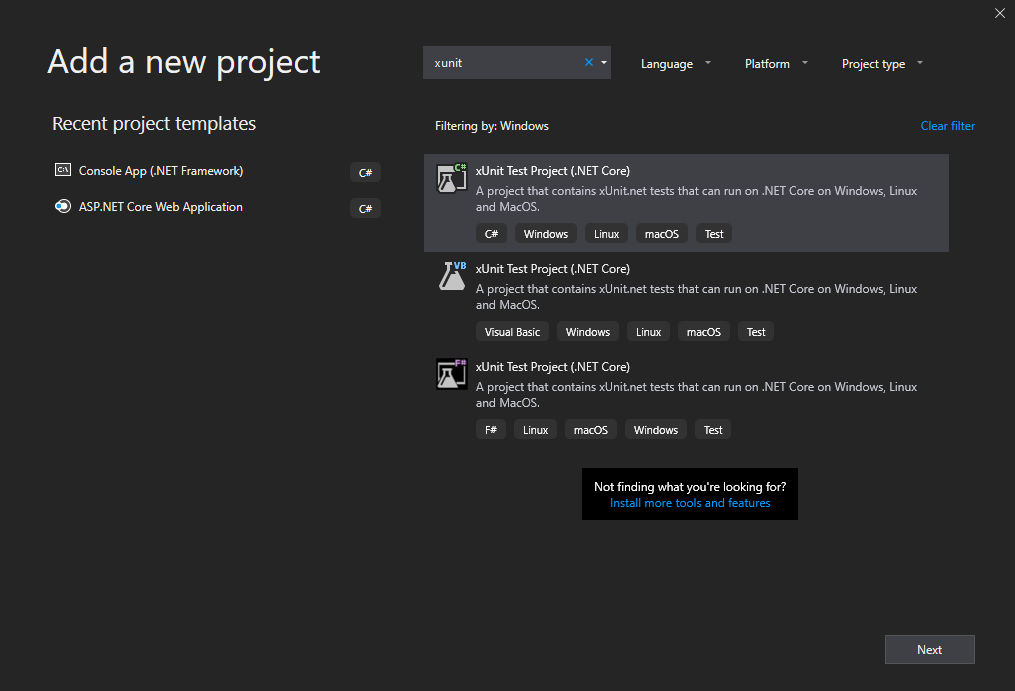 Add a new project
xunit
Language
Platform
Project type
Recent project templates
Filtering by: Windows
Clear filter
Console App (.NET Framework)
C#
ASP.NET Core Web Application
C#
C#
xUnit Test Project (.NET Core)
A project that contains xUnit.net tests that can run on .NET Core on Windows, Linux
and MacOS.
C# Windows Linux macOS Test
VB
xUnit Test Project (.NET Core)
A project that contains xUnit.net tests that can run on .NET Core on Windows, Linux
and MacOS.
Visual Basic Windows Linux macOS Test
F#
xUnit Test Project (.NET Core)
A project that contains xUnit.net tests that can run on .NET Core on Windows, Linux
and MacOS.
F# Linux macOS Windows Test
Not finding what you're looking for?
Install more tools and features
Next